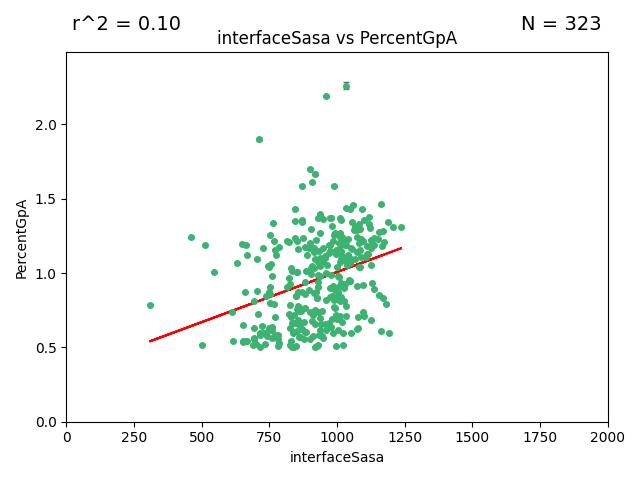 r^2 = 0.10
N = 323
interfaceSasa vs PercentGpA
PercentGpA
2.0
1.5
1.0
0.5
0.0
0 250 500 750 1000 1250 1500 1750 2000
interfaceSasa